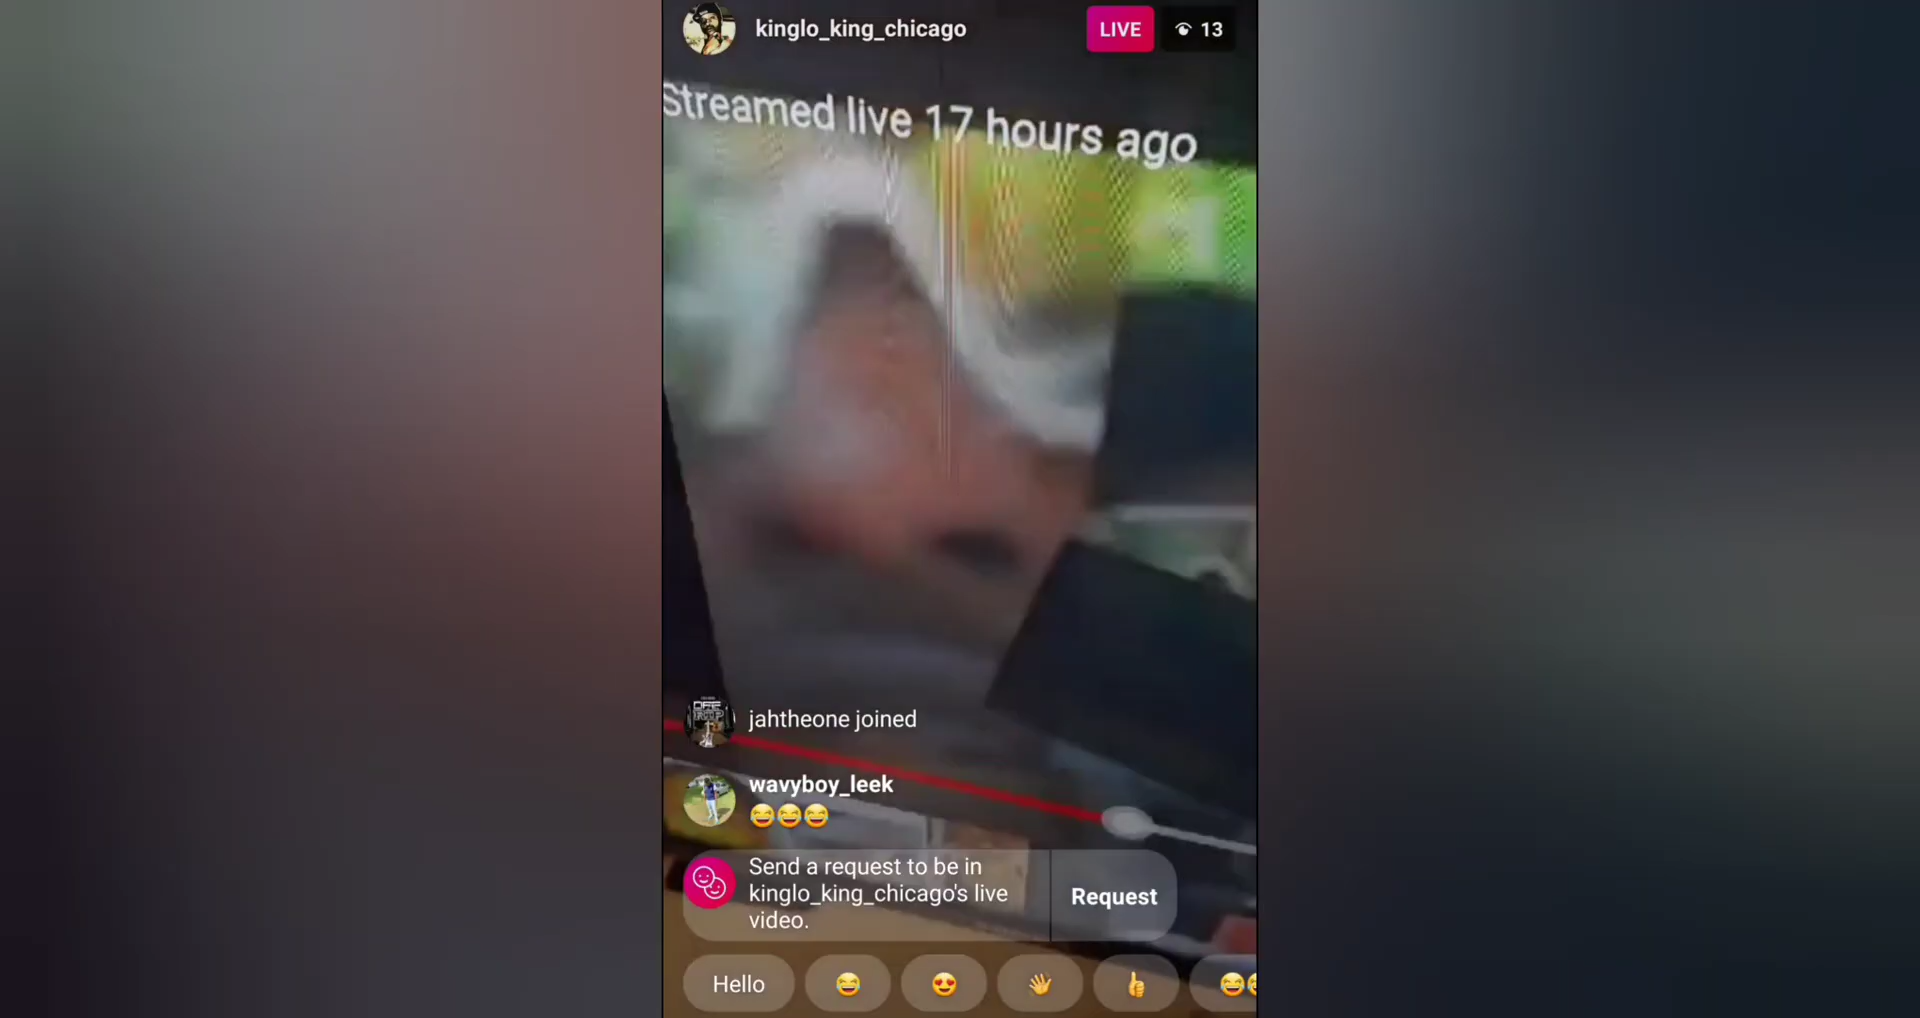 kinglo_king_chicago
LIVE
13
Streamed live 17 hours ago
jahtheone joined
wavyboy_leek
😂😂😂
Send a request to be in
kinglo_king_chicago's live
video.
Request
Hello